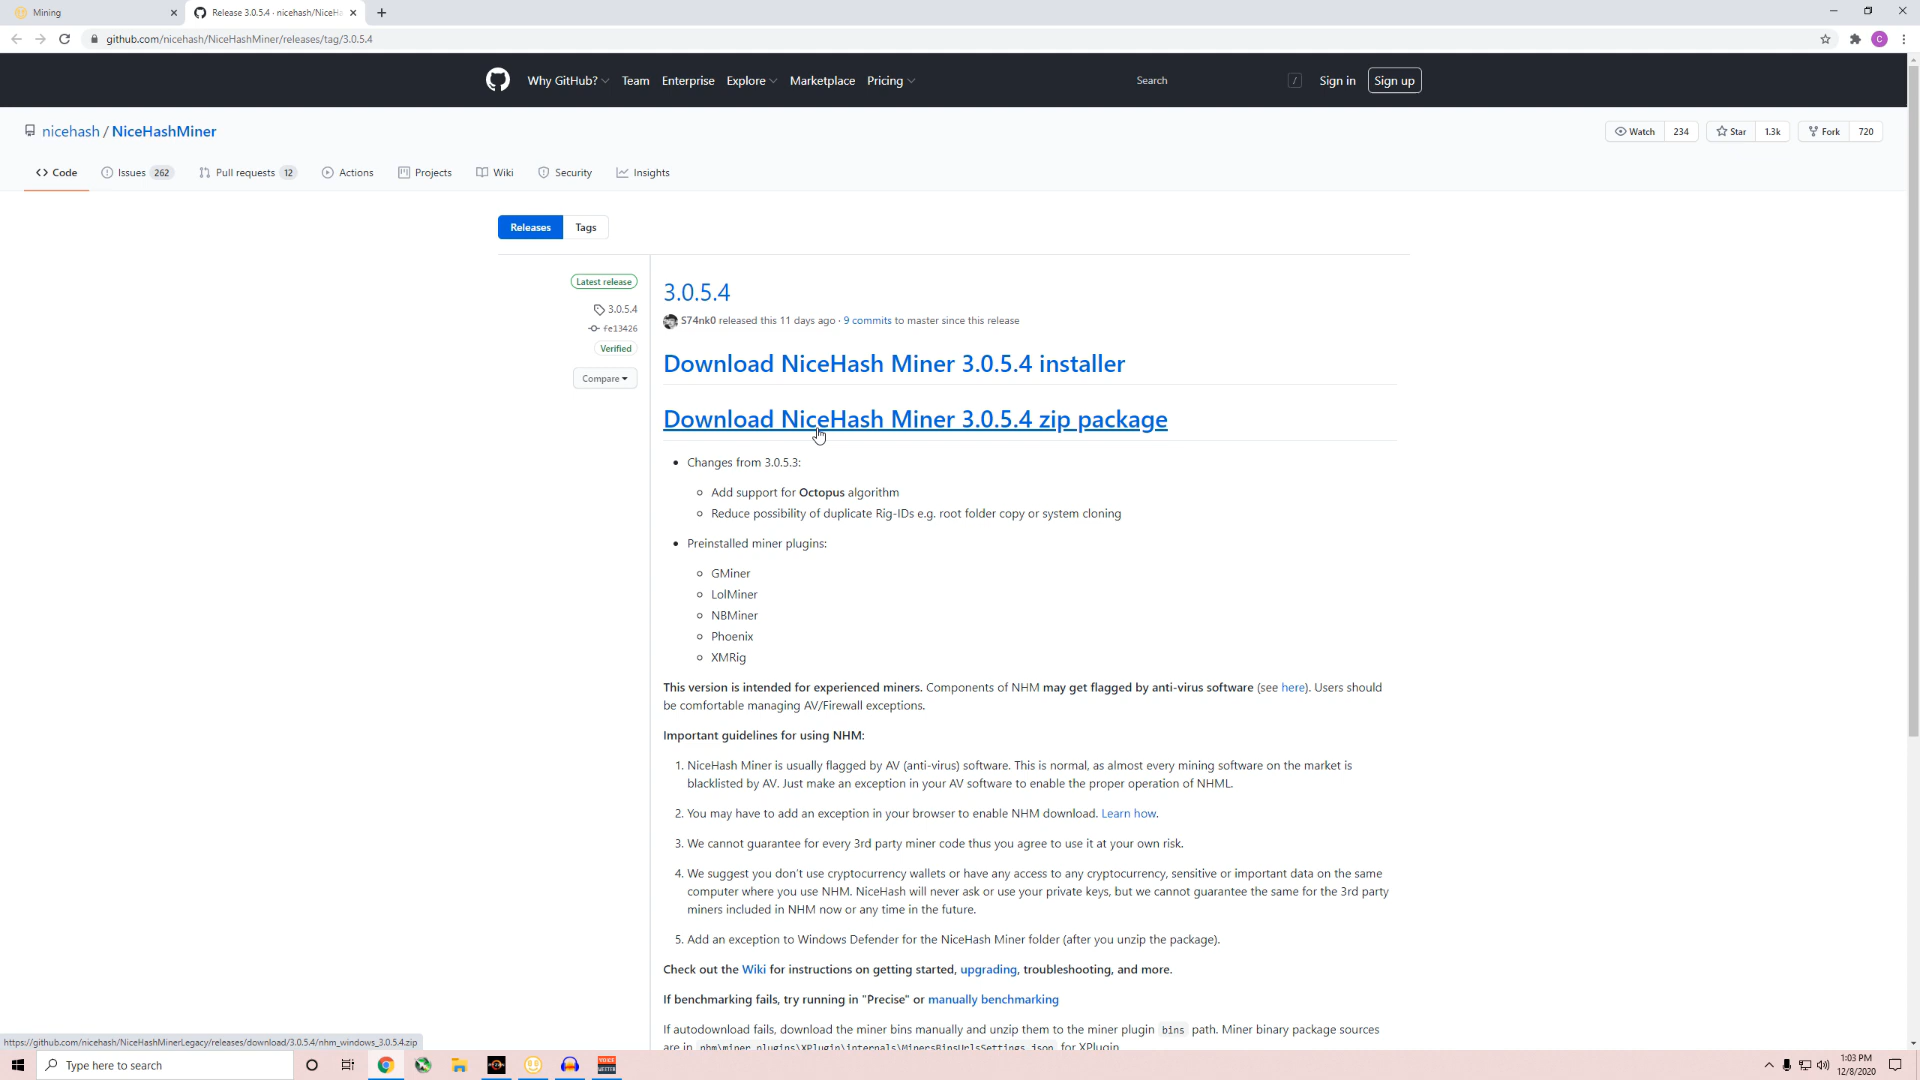 Mining
Release 3.0.5.4 · nicehash/NiceHa
github.com/nicehash/NiceHashMiner/releases/tag/3.0.5.4
C
Why GitHub? Team Enterprise Explore Marketplace Pricing
Search
/
Sign in Sign up
nicehash / NiceHashMiner
Watch 234 Star 1.3k Fork 720
Code Issues 262 Pull requests 12 Actions Projects Wiki Security Insights
Releases Tags
Latest release
3.0.5.4
fe13426
Verified
Compare
3.0.5.4
S74nk0 released this 11 days ago · 9 commits to master since this release
Download NiceHash Miner 3.0.5.4 installer
Download NiceHash Miner 3.0.5.4 zip package
Changes from 3.0.5.3:
Add support for Octopus algorithm
Reduce possibility of duplicate Rig-IDs e.g. root folder copy or system cloning
Preinstalled miner plugins:
GMiner
LolMiner
NBMiner
Phoenix
XMRig
This version is intended for experienced miners. Components of NHM may get flagged by anti-virus software (see here). Users should
be comfortable managing AV/Firewall exceptions.
Important guidelines for using NHM:
1. NiceHash Miner is usually flagged by AV (anti-virus) software. This is normal, as almost every mining software on the market is
blacklisted by AV. Just make an exception in your AV software to enable the proper operation of NHML.
2. You may have to add an exception in your browser to enable NHM download. Learn how.
3. We cannot guarantee for every 3rd party miner code thus you agree to use it at your own risk.
4. We suggest you don't use cryptocurrency wallets or have any access to any cryptocurrency, sensitive or important data on the same
computer where you use NHM. NiceHash will never ask or use your private keys, but we cannot guarantee the same for the 3rd party
miners included in NHM now or any time in the future.
5. Add an exception to Windows Defender for the NiceHash Miner folder (after you unzip the package).
Check out the Wiki for instructions on getting started, upgrading, troubleshooting, and more.
If benchmarking fails, try running in "Precise" or manually benchmarking
If autodownload fails, download the miner bins manually and unzip them to the miner plugin bins path. Miner binary package sources
are in nhm\miner_plugins\XPlugin\internals\MinersBinsUrlsSettings.json for XPlugin
https://github.com/nicehash/NiceHashMinerLegacy/releases/download/3.0.5.4/nhm_windows_3.0.5.4.zip
Type here to search
1:03 PM
12/8/2020